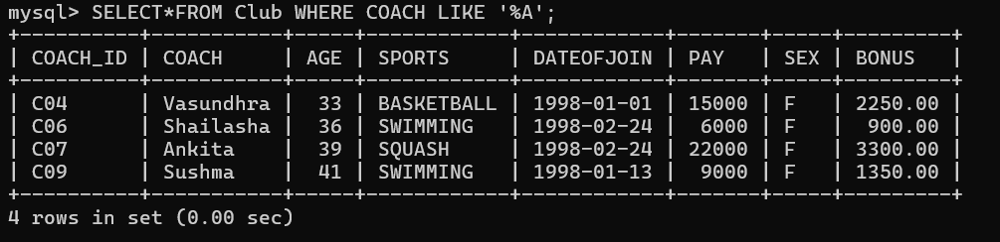 mysql> SELECT*FROM Club WHERE COACH LIKE '%A';
+----------+-----------+------+------------+------------+-------+-----+---------+
| COACH_ID | COACH     | AGE | SPORTS     | DATEOFJOIN | PAY   | SEX | BONUS   |
+----------+-----------+------+------------+------------+-------+-----+---------+
| C04      | Vasundhra |  33 | BASKETBALL | 1998-01-01 | 15000 | F   | 2250.00 |
| C06      | Shailasha |  36 | SWIMMING   | 1998-02-24 |  6000 | F   |  900.00 |
| C07      | Ankita    |  39 | SQUASH     | 1998-02-24 | 22000 | F   | 3300.00 |
| C09      | Sushma    |  41 | SWIMMING   | 1998-01-13 |  9000 | F   | 1350.00 |
+----------+-----------+------+------------+------------+-------+-----+---------+
4 rows in set (0.00 sec)